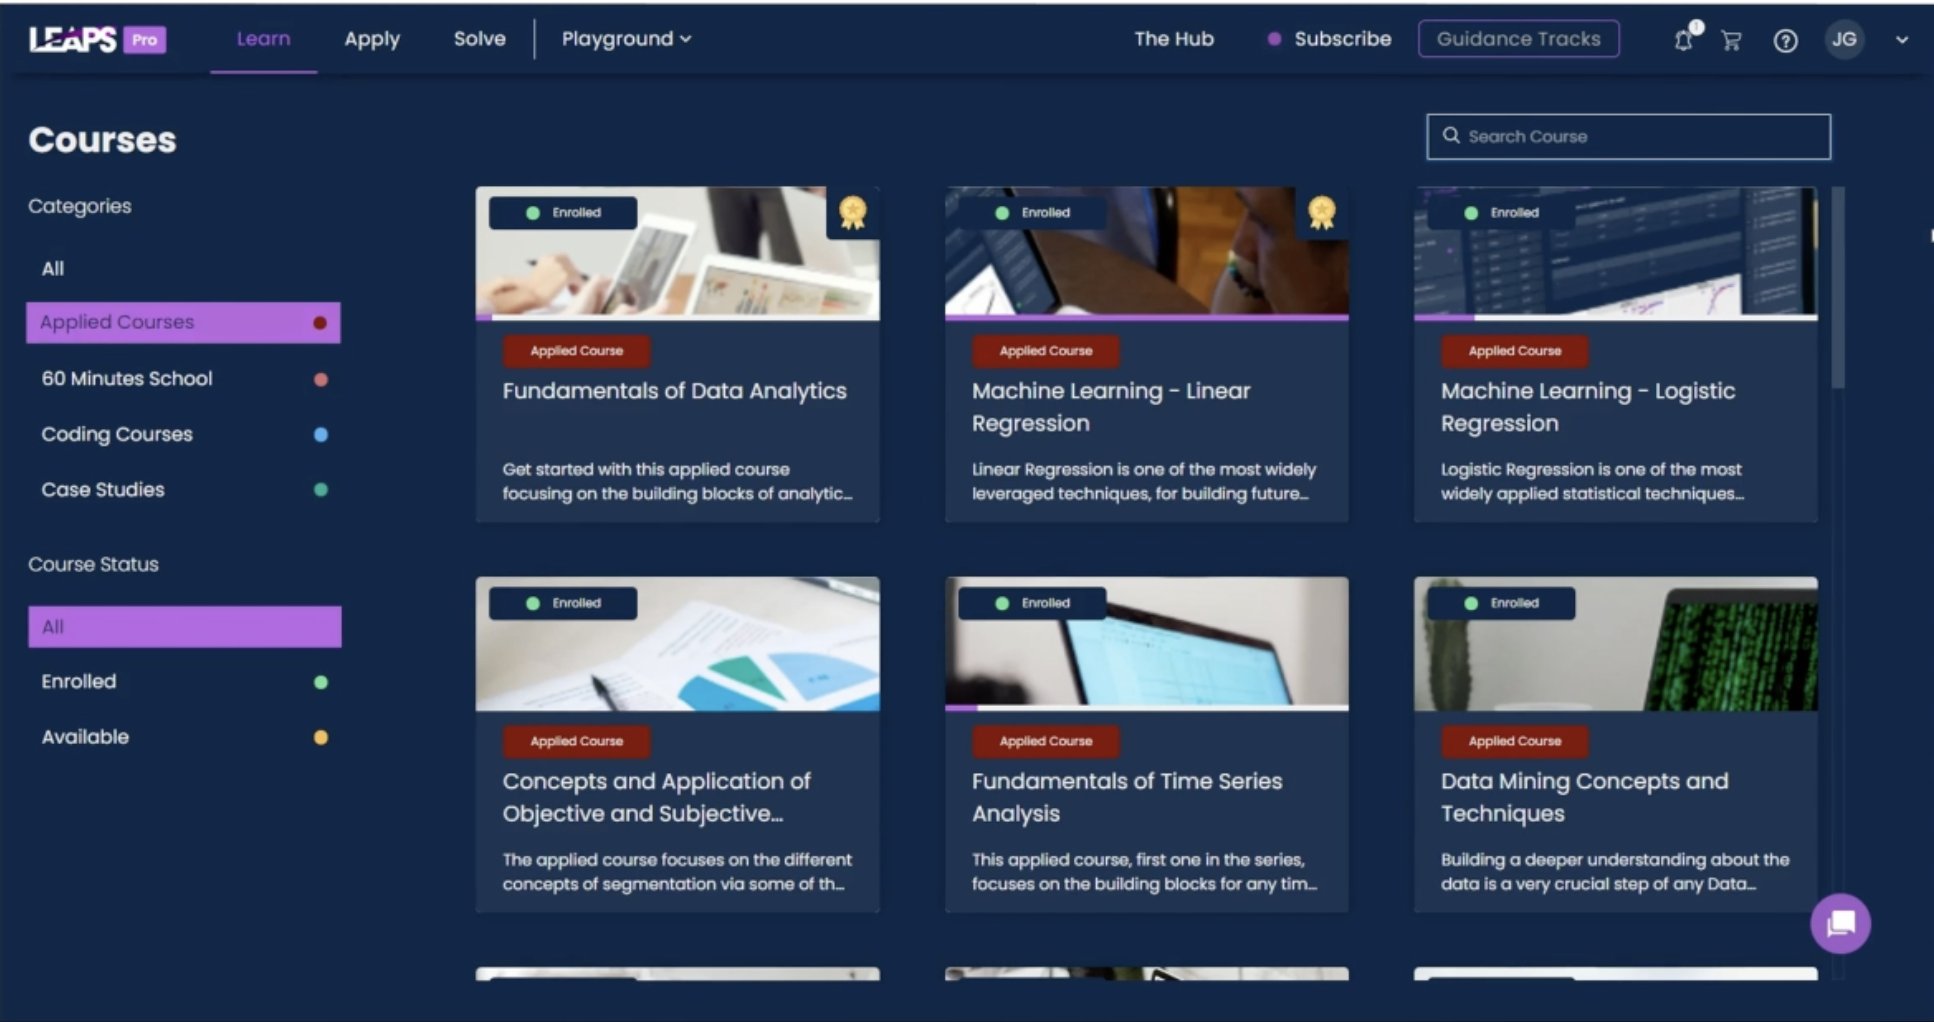 LEAPS Pro
Learn
Apply
Solve
Playground
The Hub
Subscribe
Guidance Tracks
1
JG
Courses
Search Course
Categories
All
Applied Courses
60 Minutes School
Coding Courses
Case Studies
Course Status
All
Enrolled
Available
Enrolled
Applied Course
Fundamentals of Data Analytics
Get started with this applied course
focusing on the building blocks of analytic...
Enrolled
Applied Course
Machine Learning - Linear
Regression
Linear Regression is one of the most widely
leveraged techniques, for building future...
Enrolled
Applied Course
Machine Learning - Logistic
Regression
Logistic Regression is one of the most
widely applied statistical techniques...
Enrolled
Applied Course
Concepts and Application of
Objective and Subjective...
The applied course focuses on the different
concepts of segmentation via some of th...
Enrolled
Applied Course
Fundamentals of Time Series
Analysis
This applied course, first one in the series,
focuses on the building blocks for any tim...
Enrolled
Applied Course
Data Mining Concepts and
Techniques
Building a deeper understanding about the
data is a very crucial step of any Data...